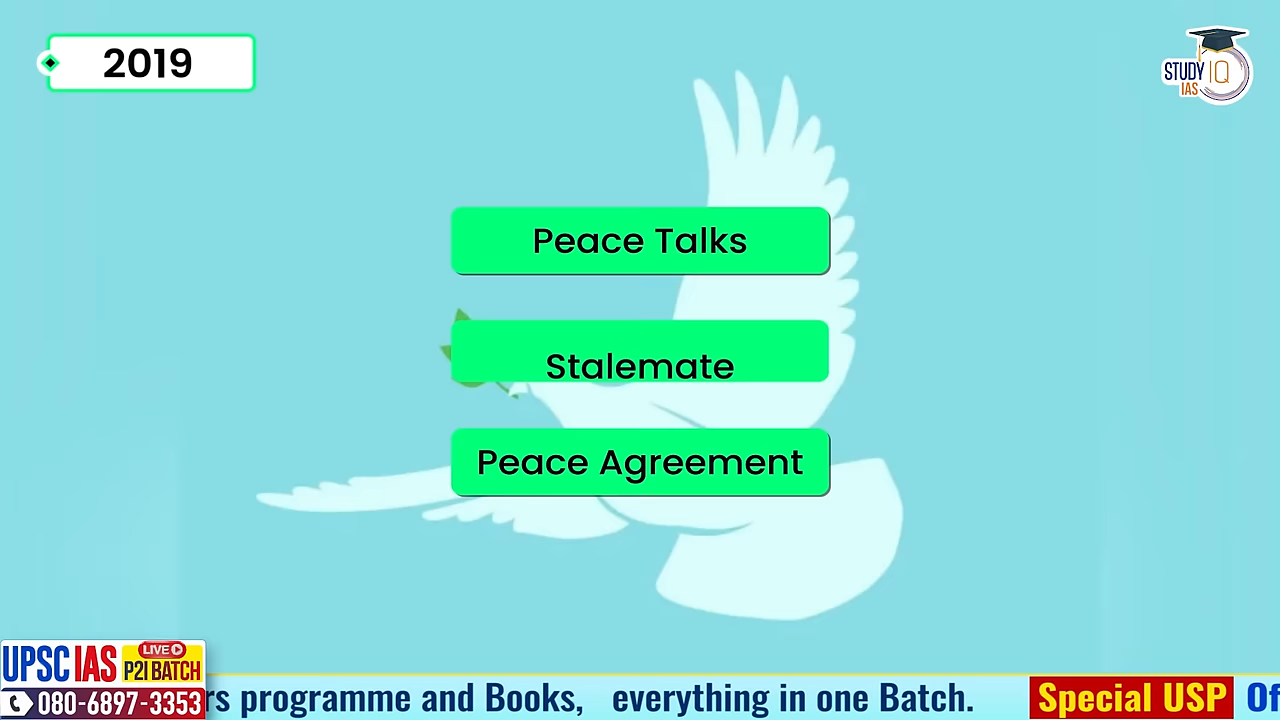 2019
STUDY IQ
IAS
Peace Talks
Stalemate
Peace Agreement
UPSC IAS LIVE P2I BATCH
080-6897-3353
rs programme and Books, everything in one Batch. Special USP Of